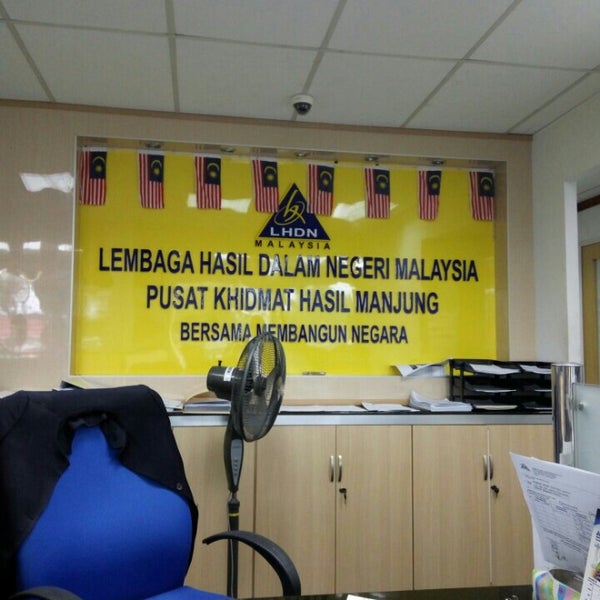 LHDN
MALAYSIA
LEMBAGA HASIL DALAM NEGERI MALAYSIA
PUSAT KHIDMAT HASIL MANJUNG
BERSAMA MEMBANGUN NEGARA